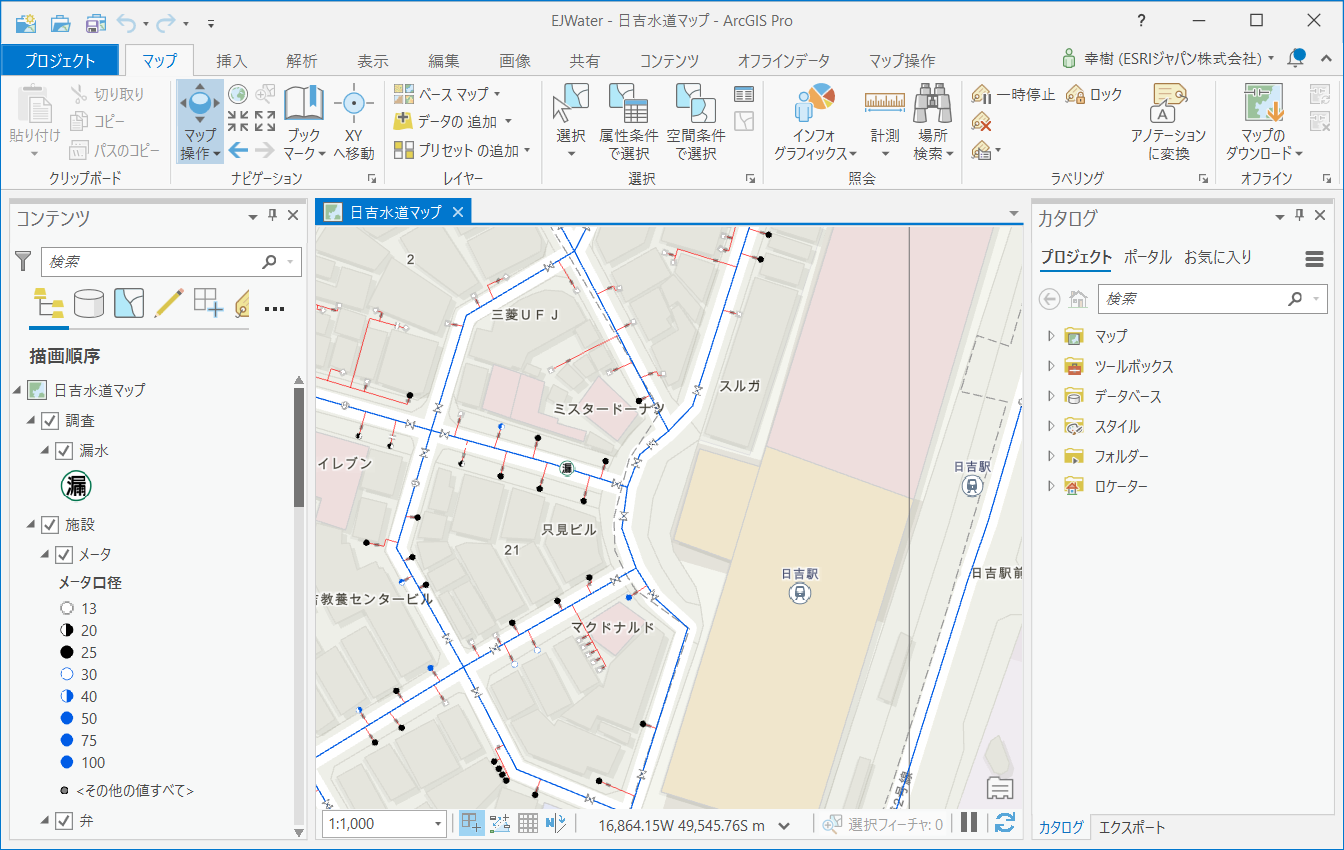 EJWater - 日吉水道マップ - ArcGIS Pro
?
プロジェクト
マップ
挿入
解析
表示
編集
画像
共有
コンテンツ
オフラインデータ
マップ操作
幸樹 (ESRIジャパン株式会社)
貼り付け
切り取り
コピー
パスのコピー
クリップボード
マップ
操作
ブック
マーク
XY
へ移動
ナビゲーション
ベース マップ
データの 追加
プリセット の追加
レイヤー
選択
属性条件
で選択
空間条件
で選択
選択
インフォ
グラフィックス
計測
場所
検索
照会
一時停止
ロック
アノテーション
に変換
ラベリング
マップの
ダウンロード
オフライン
コンテンツ
検索
描画順序
日吉水道マップ
調査
漏水
漏
施設
メータ
メータ口径
13
20
25
30
40
50
75
100
<その他の値すべて>
弁
日吉水道マップ
2
三菱UFJ
スルガ
ミスタードーナツ
イレブン
漏
日吉駅
只見ビル
21
日吉駅
日吉駅前
吉教養センタービル
マクドナルド
2号線
1:1,000
16,864.15W 49,545.76S m
選択フィーチャ: 0
カタログ
プロジェクト
ポータル
お気に入り
検索
マップ
ツールボックス
データベース
スタイル
フォルダー
ロケーター
カタログ
エクスポート